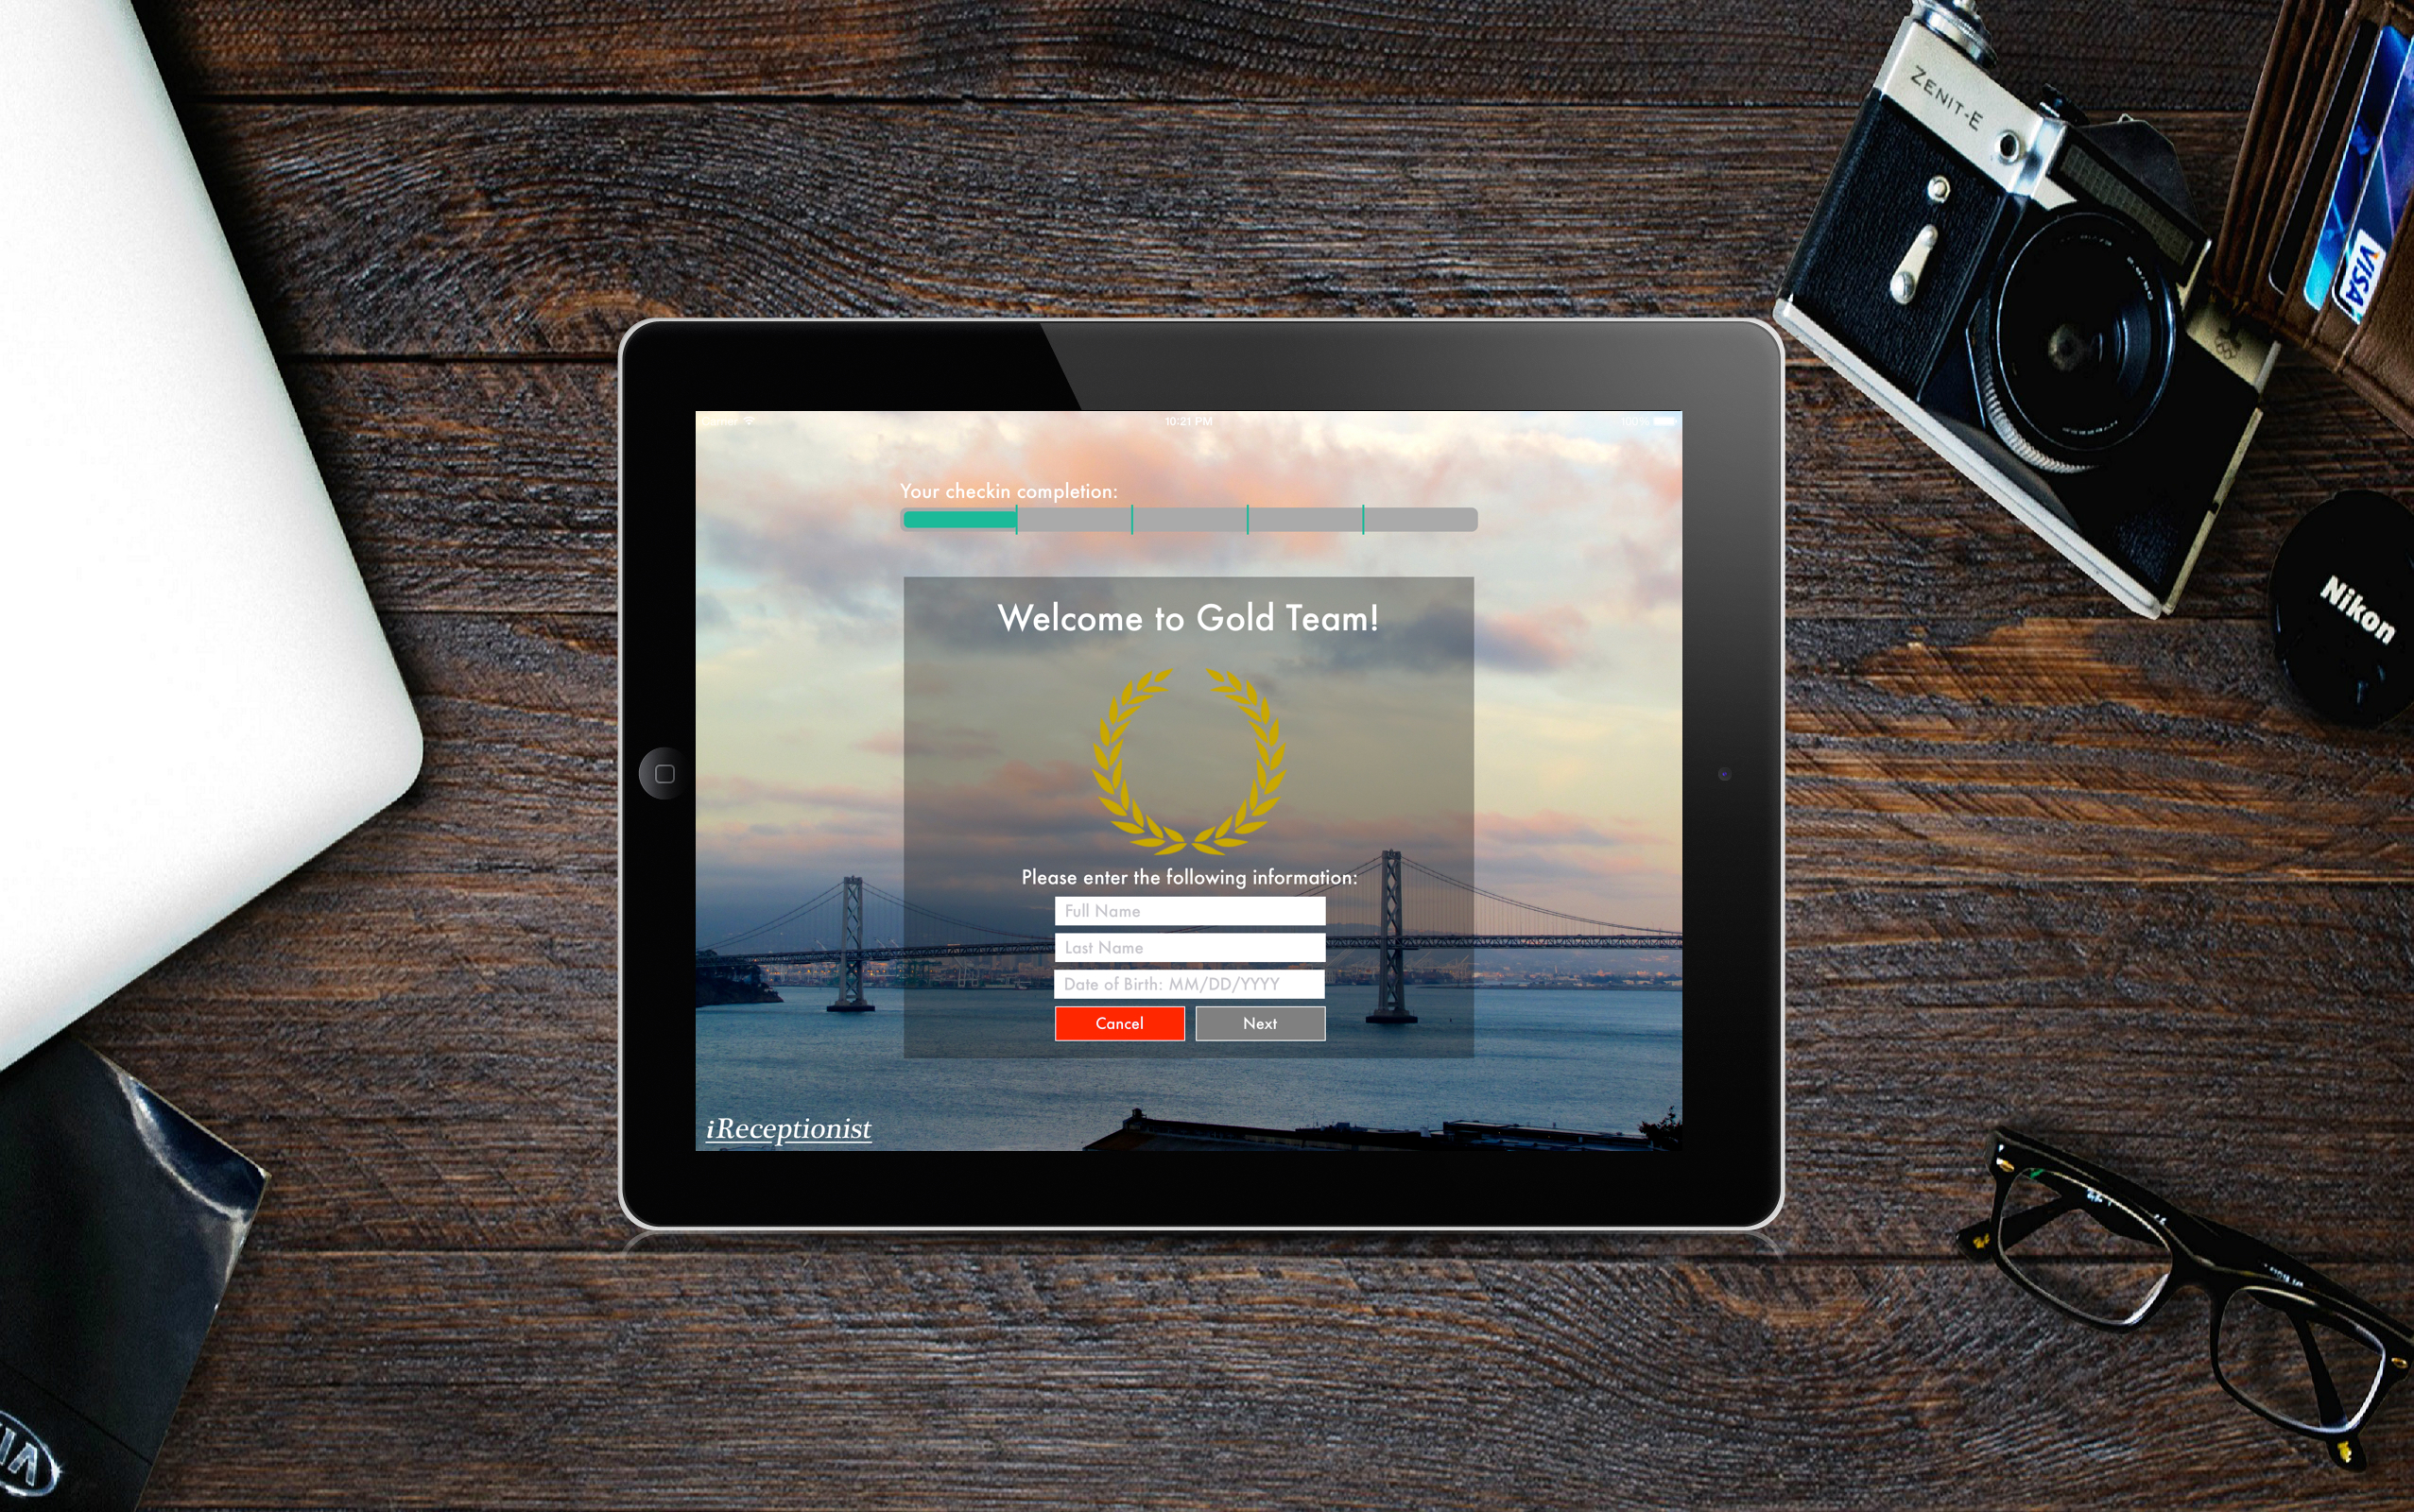 ZENIT-E
VISA
Carrier
10:21 PM
100%
Your checkin completion:
Nikon
Welcome to Gold Team!
Please enter the following information:
Full Name
Last Name
Date of Birth: MM/DD/YYYY
Cancel
Next
iReceptionist